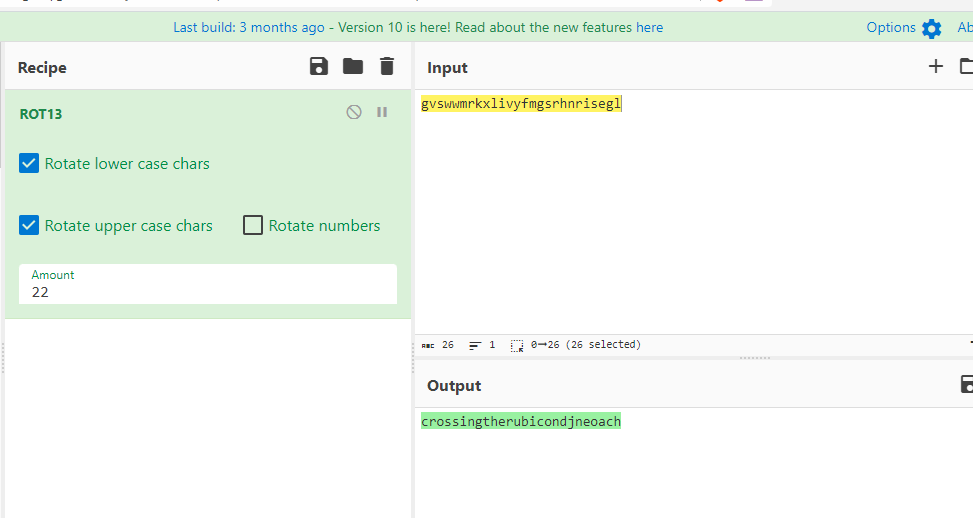 Last build: 3 months ago - Version 10 is here! Read about the new features here
Options
Recipe
Input
ROT13
gvswwmrkxlivyfmgsrhnrisegl
Rotate lower case chars
Rotate upper case chars
Rotate numbers
Amount
22
ABC 26
1
0→26 (26 selected)
Output
crossingtherubicondjneoach